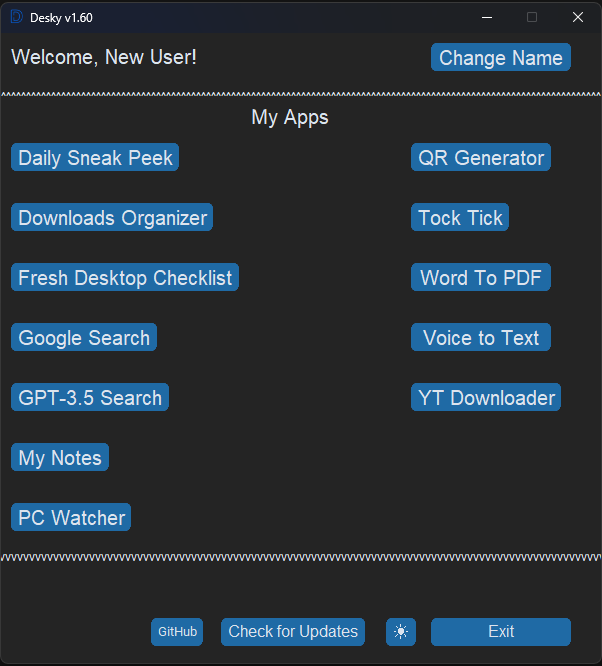 Desky v1.60
Welcome, New User!
Change Name
My Apps
Daily Sneak Peek
QR Generator
Downloads Organizer
Tock Tick
Fresh Desktop Checklist
Word To PDF
Google Search
Voice to Text
GPT-3.5 Search
YT Downloader
My Notes
PC Watcher
GitHub
Check for Updates
Exit